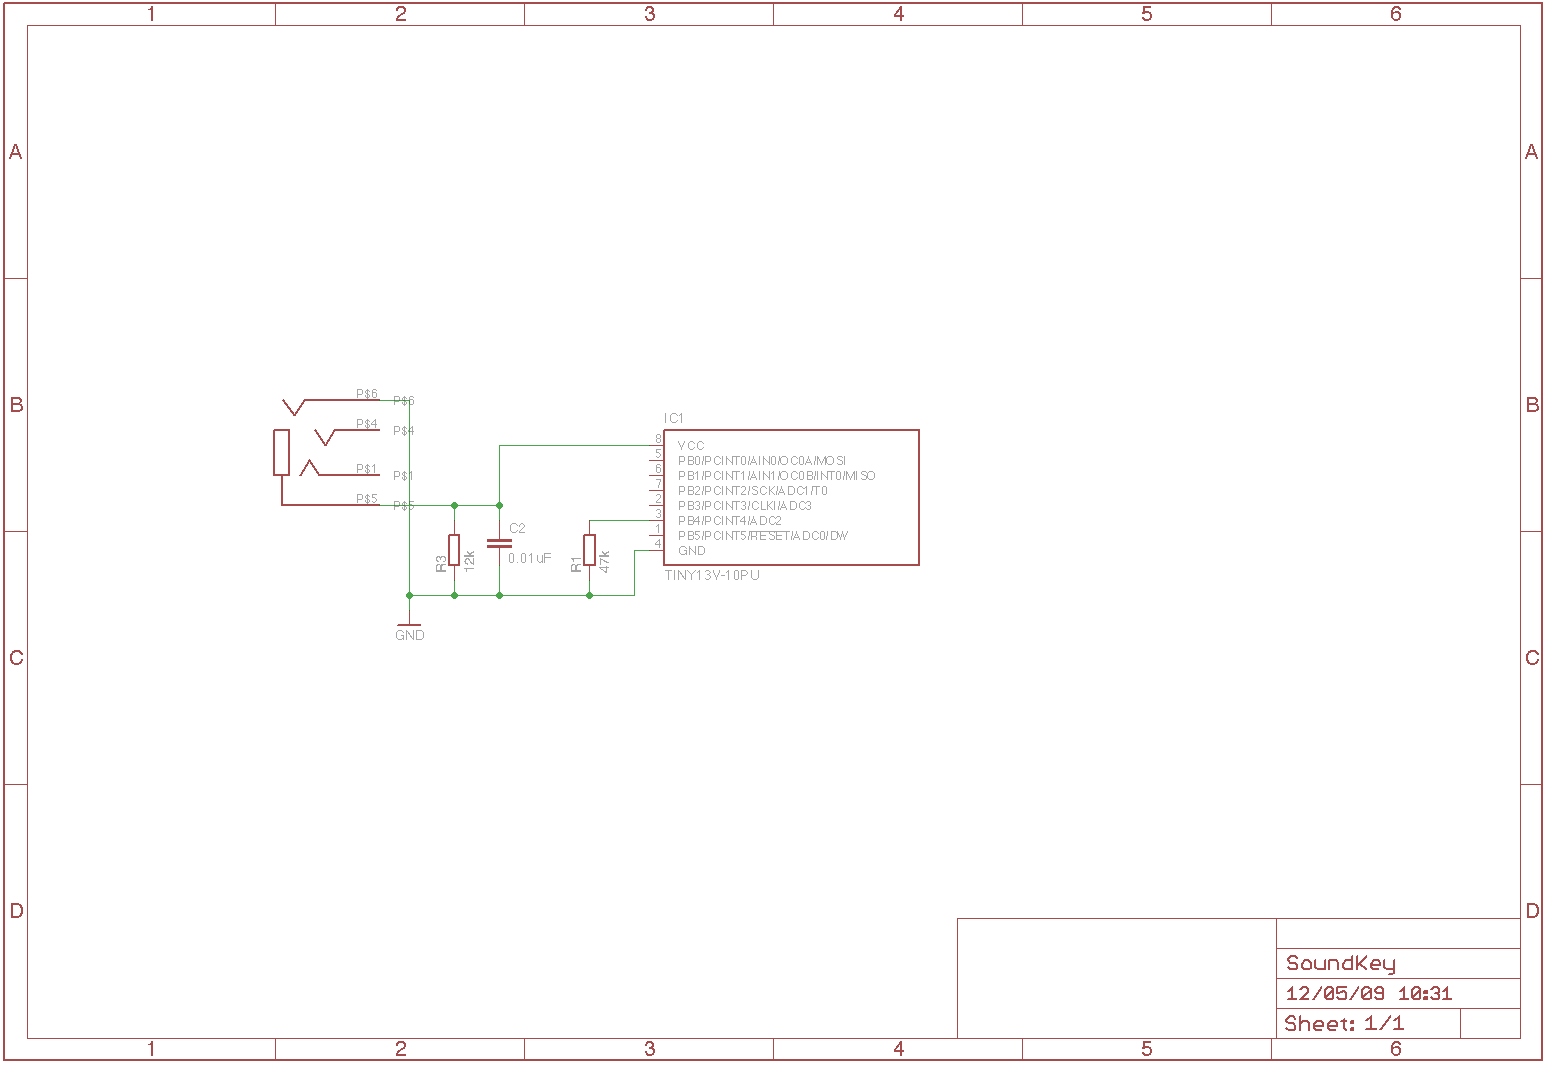 1 2 3 4 5 6
A A
P$6 P$6
P$4 P$4
B B
P$1 P$1
P$5 P$5
IC1
8 VCC
5 PB0/PCINT0/AIN0/OC0A/MOSI
6 PB1/PCINT1/AIN1/OC0B/INT0/MISO
7 PB2/PCINT2/SCK/ADC1/T0
2 PB3/PCINT3/CLKI/ADC3
3 PB4/PCINT4/ADC2
1 PB5/PCINT5/RESET/ADC0/DW
4 GND
TINY13V-10PU
C2
0.01uF
R3
12k
R1
47k
GND
C C
D D
SoundKey
12/05/09 10:31
Sheet: 1/1
1 2 3 4 5 6